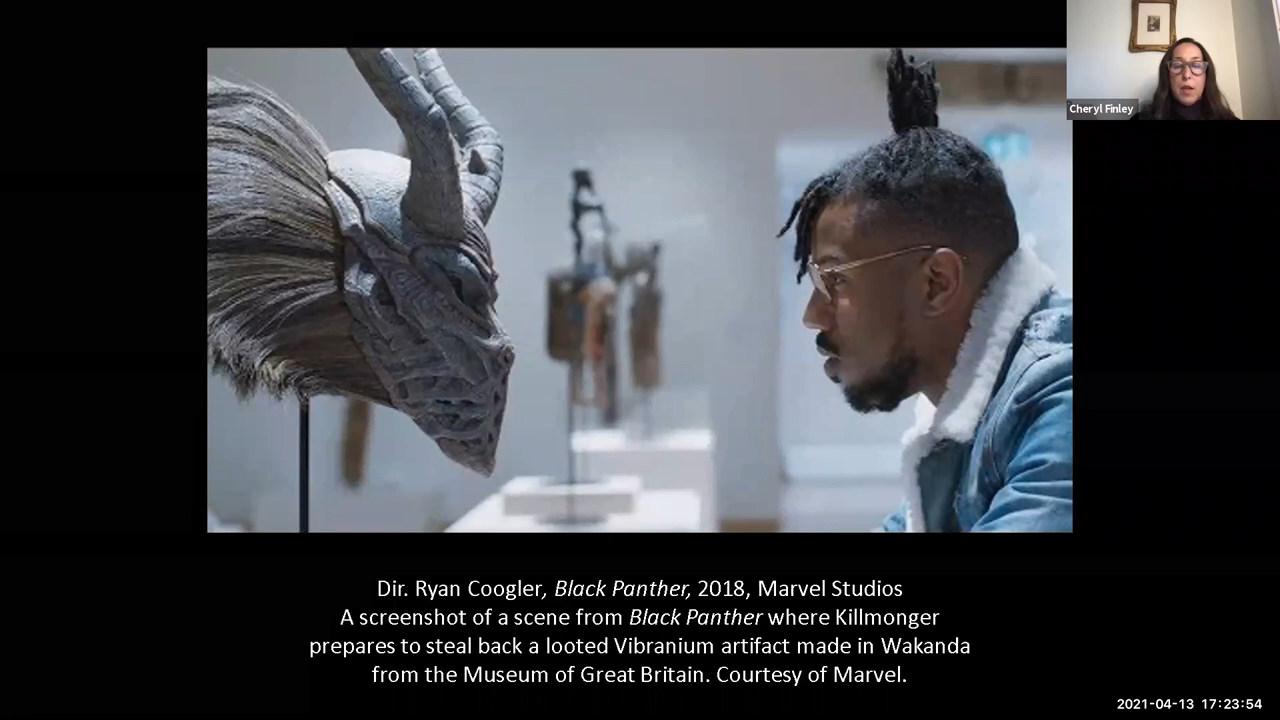 Cheryl Finley
Dir. Ryan Coogler, Black Panther, 2018, Marvel Studios
A screenshot of a scene from Black Panther where Killmonger
prepares to steal back a looted Vibranium artifact made in Wakanda
from the Museum of Great Britain. Courtesy of Marvel.
2021-04-13 17:23:54